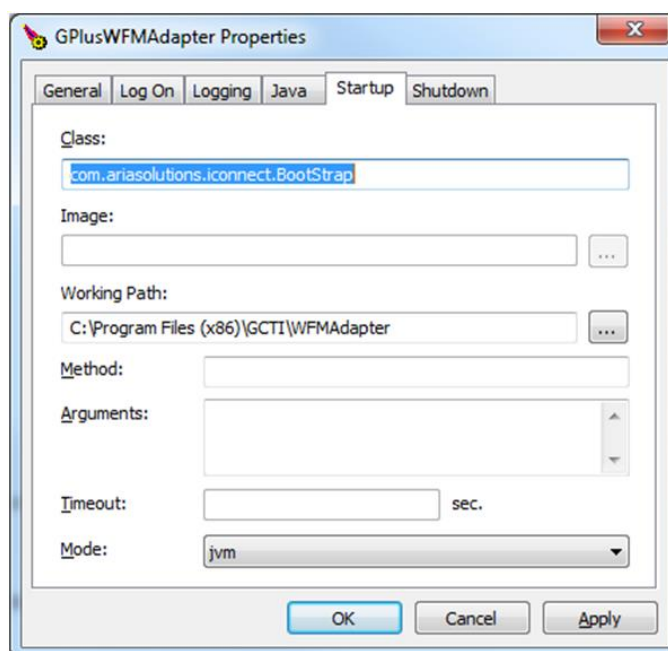 GPlusWFMAdapter Properties
General Log On Logging Java Startup Shutdown
Class:
com.ariasolutions.iconnect.BootStrap
Image:
...
Working Path:
C:\Program Files (x86)\GCTI\WFMAdapter
...
Method:
Arguments:
Timeout: sec.
Mode: jvm
OK Cancel Apply